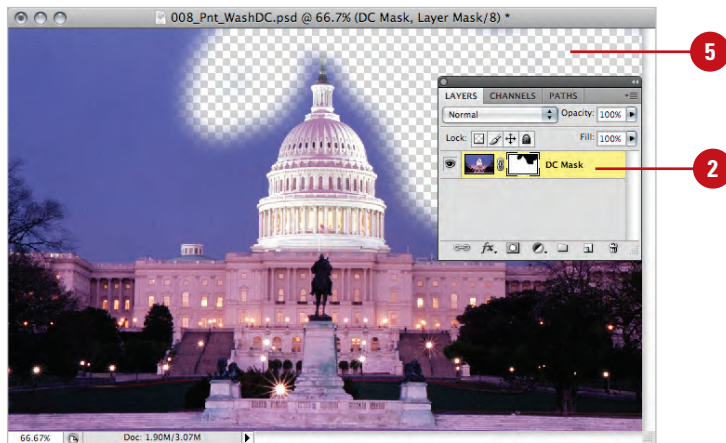 008_Pnt_WashDC.psd @ 66.7% (DC Mask, Layer Mask/8) *
5
LAYERS CHANNELS PATHS
Normal Opacity: 100%
Lock: Fill: 100%
DC Mask
2
fx.
66.67% Doc: 1.90M/3.07M